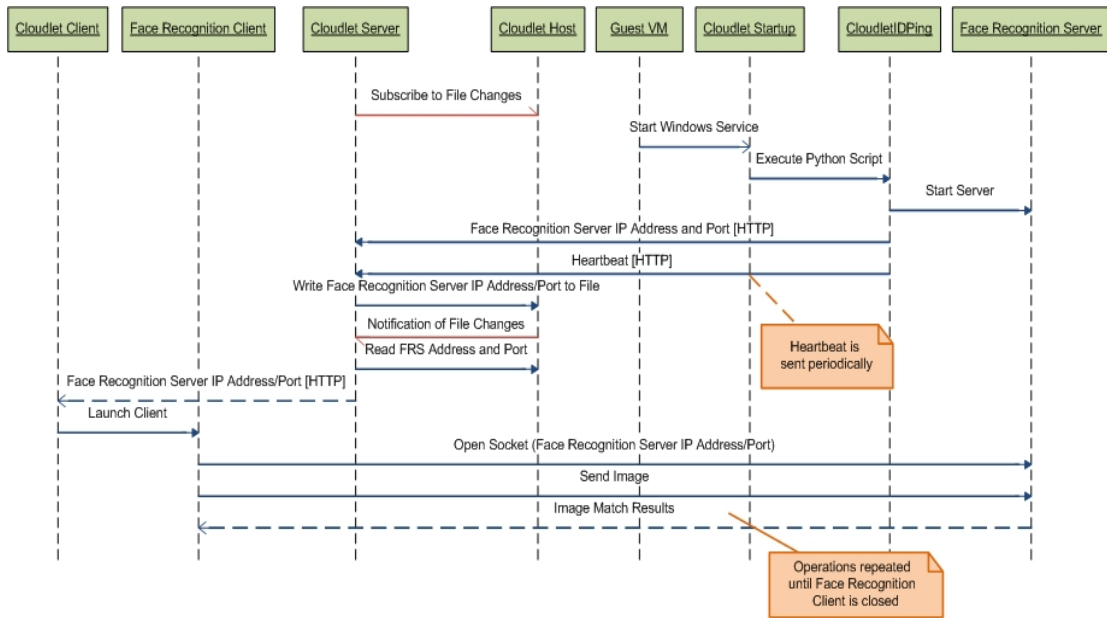 Cloudlet Client
Face Recognition Client
Cloudlet Server
Cloudlet Host
Guest VM
Cloudlet Startup
CloudletIDPing
Face Recognition Server
Subscribe to File Changes
Start Windows Service
Execute Python Script
Start Server
Face Recognition Server IP Address and Port [HTTP]
Heartbeat [HTTP]
Write Face Recognition Server IP Address/Port to File
Notification of File Changes
Heartbeat is
sent periodically
Read FRS Address and Port
Face Recognition Server IP Address/Port [HTTP]
Launch Client
Open Socket (Face Recognition Server IP Address/Port)
Send Image
Image Match Results
Operations repeated
until Face Recognition
Client is closed